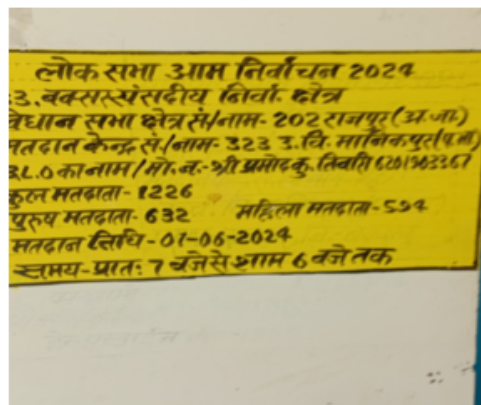 लोक सभा आम निर्वाचन 2024
33. बक्सर संसदीय निर्वा. क्षेत्र
विधान सभा क्षेत्र सं/नाम- 202 राजपुर (अ.जा.)
मतदान केन्द्र सं/नाम- 323 उ. वि. मानिकपुर (प.भा)
B.L.O का नाम / मो.न.- श्री प्रमोद कु. तिवारी 6201903367
कुल मतदाता- 1226
पुरुष मतदाता- 632 महिला मतदाता- 594
मतदान तिथि - 01-06-2024
समय- प्रातः 7 बजे से शाम 6 बजे तक